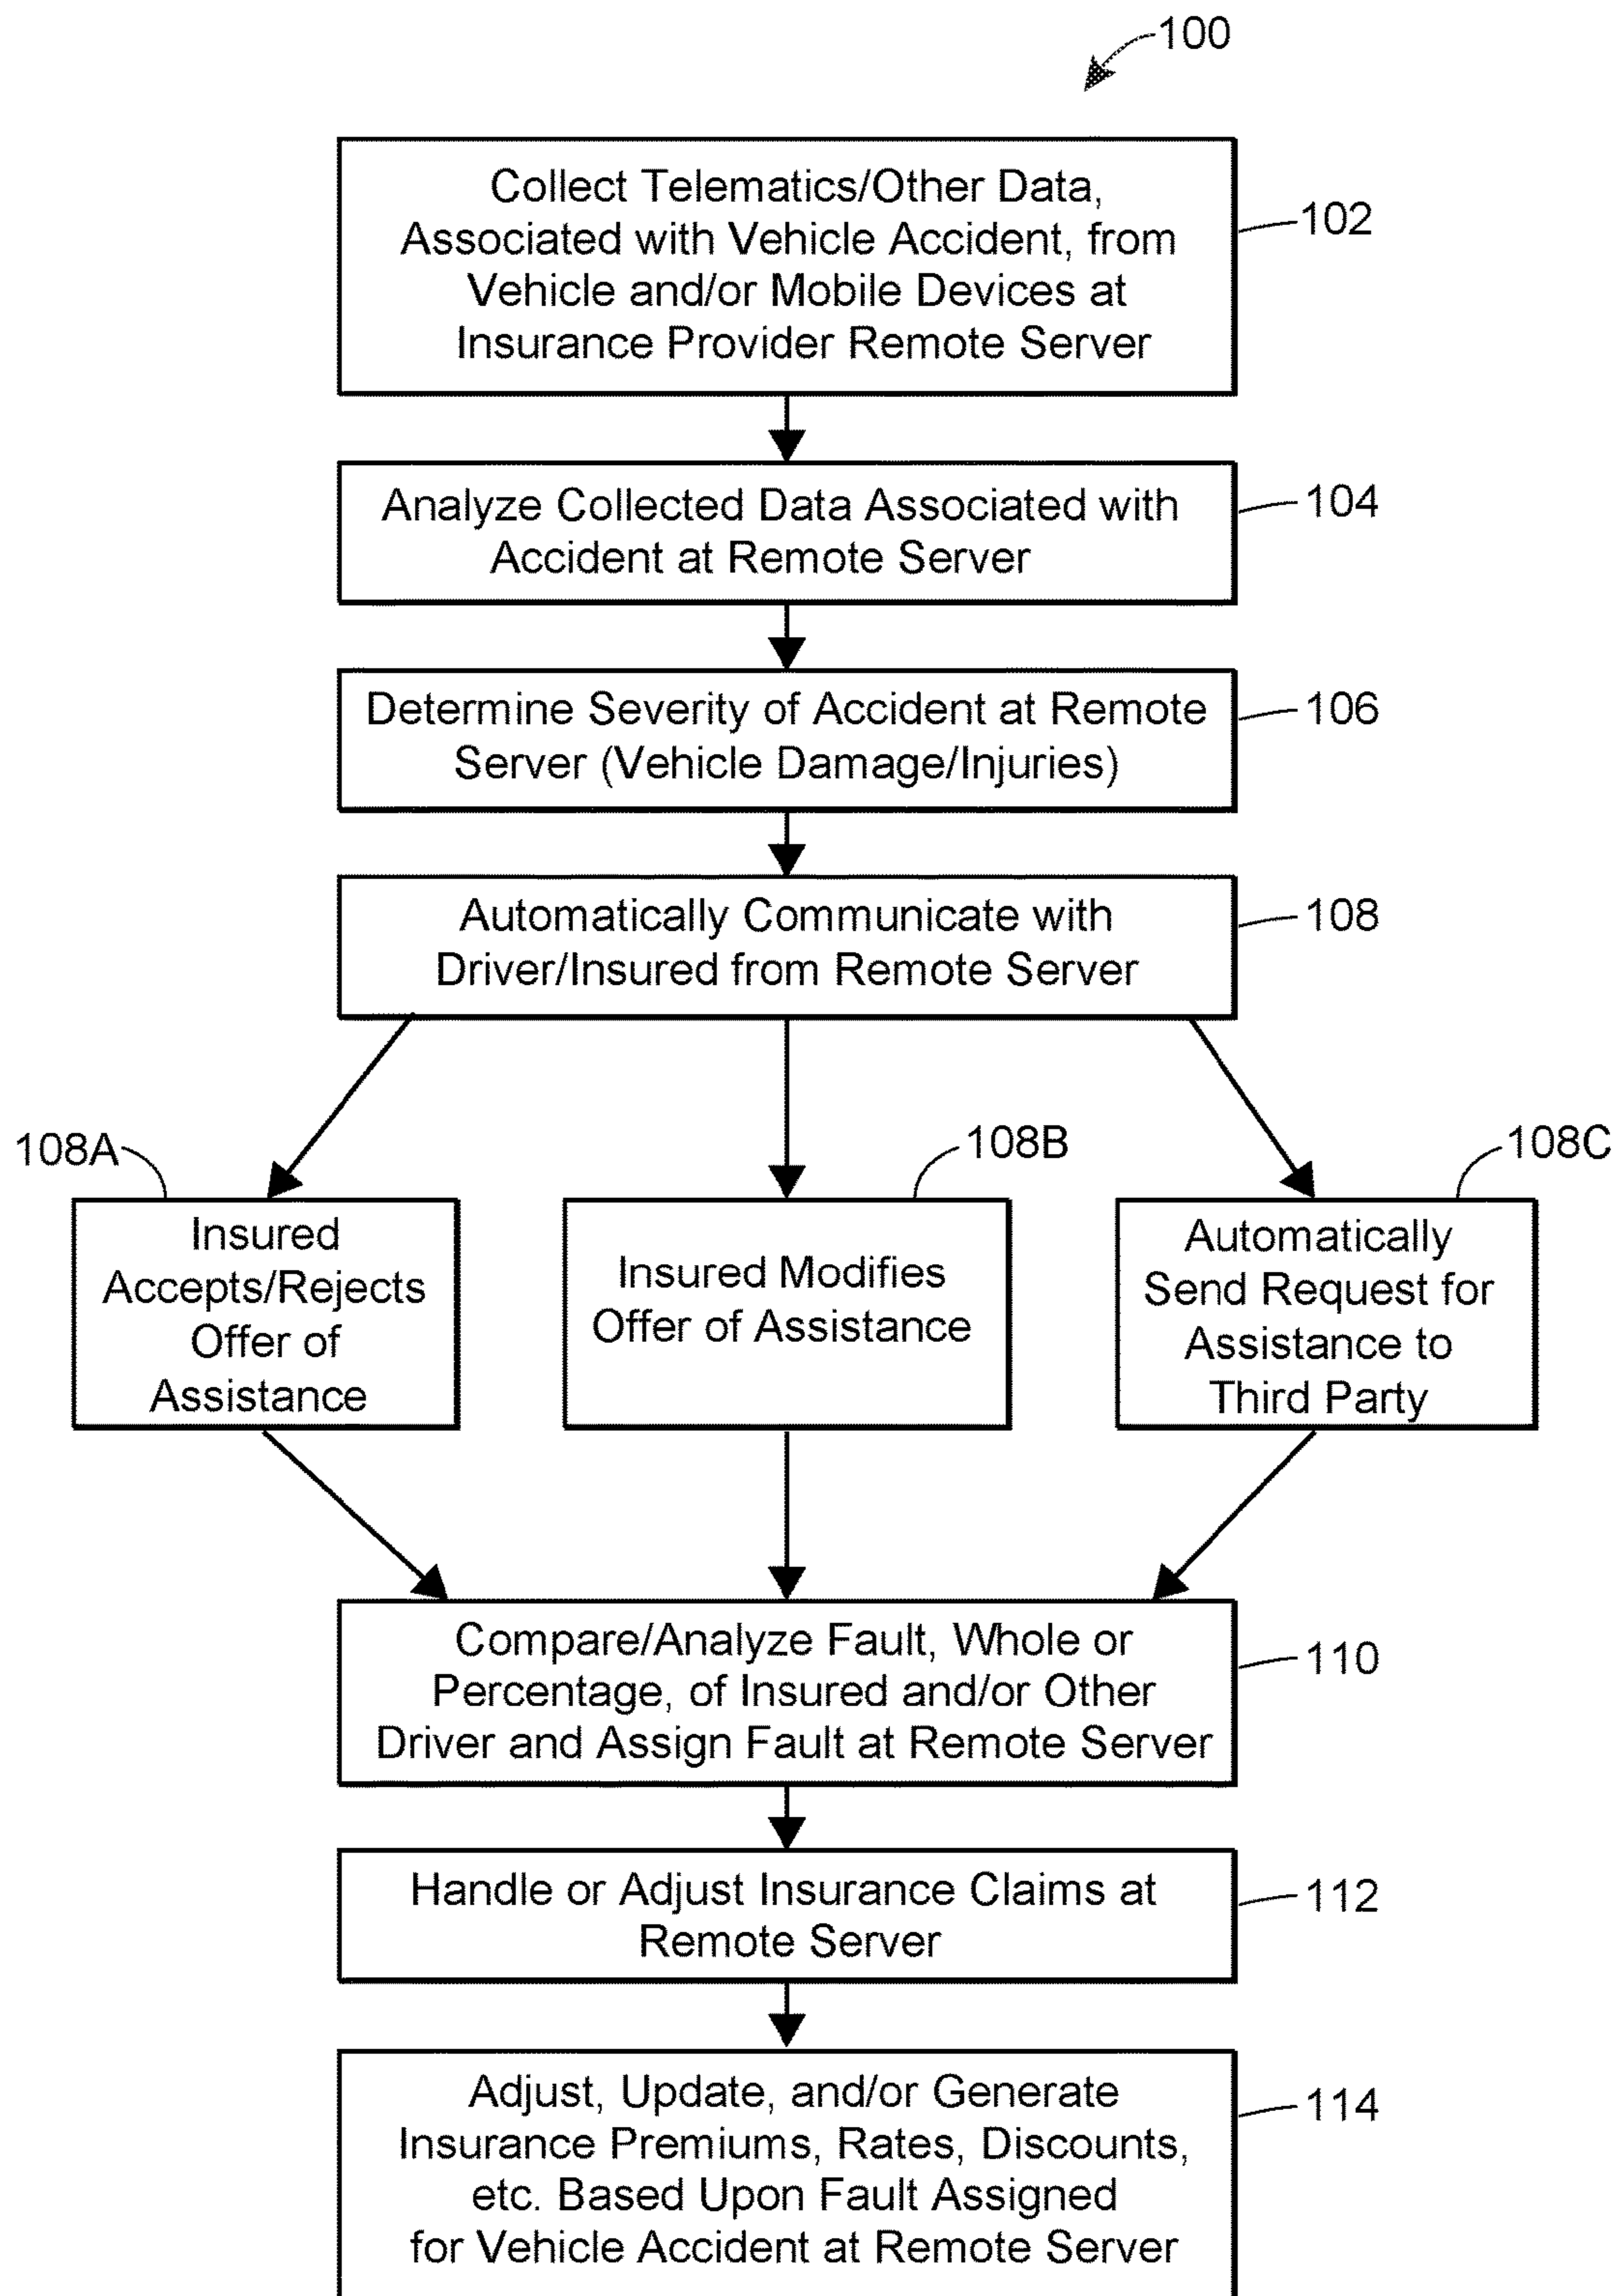 100
Collect Telematics/Other Data,
Associated with Vehicle Accident, from
Vehicle and/or Mobile Devices at
Insurance Provider Remote Server
102
Analyze Collected Data Associated with
Accident at Remote Server
104
Determine Severity of Accident at Remote
Server (Vehicle Damage/Injuries)
106
Automatically Communicate with
Driver/Insured from Remote Server
108
108A
Insured
Accepts/Rejects
Offer of
Assistance
108B
Insured Modifies
Offer of Assistance
108C
Automatically
Send Request for
Assistance to
Third Party
Compare/Analyze Fault, Whole or
Percentage, of Insured and/or Other
Driver and Assign Fault at Remote Server
110
Handle or Adjust Insurance Claims at
Remote Server
112
Adjust, Update, and/or Generate
Insurance Premiums, Rates, Discounts,
etc. Based Upon Fault Assigned
for Vehicle Accident at Remote Server
114